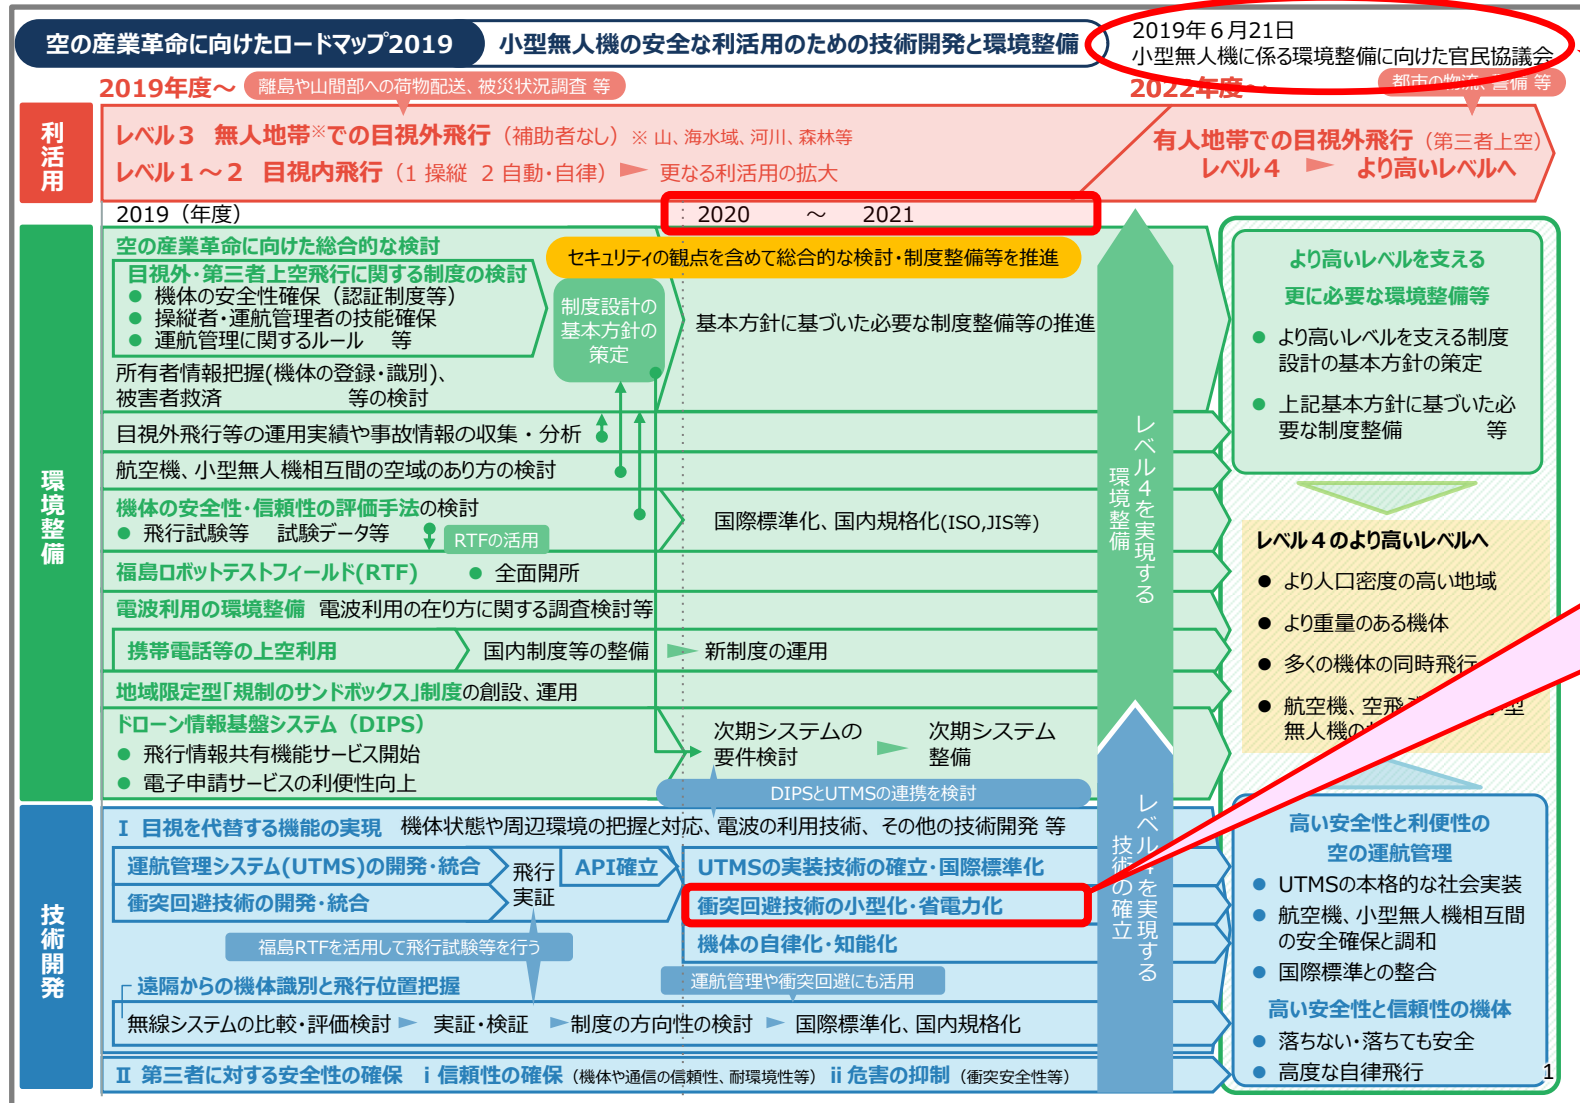 空の産業革命に向けたロードマップ2019
小型無人機の安全な利活用のための技術開発と環境整備
2019年６月21日
小型無人機に係る環境整備に向けた官民協議会
2019年度～
離島や山間部への荷物配送、被災状況調査 等
2022年度～
都市の物流、警備 等
利活用
レベル３ 無人地帯※での目視外飛行（補助者なし）※ 山、海水域、河川、森林等
レベル１～２ 目視内飛行（1 操縦 2 自動・自律） 更なる利活用の拡大
有人地帯での目視外飛行（第三者上空）
レベル４ より高いレベルへ
2019（年度）
2020 ～ 2021
環境整備
空の産業革命に向けた総合的な検討
セキュリティの観点を含めて総合的な検討・制度整備等を推進
目視外・第三者上空飛行に関する制度の検討
● 機体の安全性確保（認証制度等）
● 操縦者・運航管理者の技能確保
● 運航管理に関するルール 等
制度設計の
基本方針の
策定
基本方針に基づいた必要な制度整備等の推進
所有者情報把握(機体の登録・識別)、
被害者救済 等の検討
目視外飛行等の運用実績や事故情報の収集・分析
航空機、小型無人機相互間の空域のあり方の検討
機体の安全性・信頼性の評価手法の検討
● 飛行試験等 試験データ等
RTFの活用
国際標準化、国内規格化(ISO,JIS等)
福島ロボットテストフィールド(RTF) ● 全面開所
電波利用の環境整備 電波利用の在り方に関する調査検討等
携帯電話等の上空利用
国内制度等の整備
新制度の運用
地域限定型「規制のサンドボックス」制度の創設、運用
ドローン情報基盤システム（DIPS）
● 飛行情報共有機能サービス開始
● 電子申請サービスの利便性向上
次期システムの
要件検討
次期システム
整備
DIPSとUTMSの連携を検討
レベル４を実現する
環境整備
より高いレベルを支える
更に必要な環境整備等
● より高いレベルを支える制度
設計の基本方針の策定
● 上記基本方針に基づいた必
要な制度整備 等
レベル４のより高いレベルへ
● より人口密度の高い地域
● より重量のある機体
● 多くの機体の同時飛行
● 航空機、空飛 型
無人機の
技術開発
Ⅰ 目視を代替する機能の実現 機体状態や周辺環境の把握と対応、電波の利用技術、その他の技術開発 等
運航管理システム(UTMS)の開発・統合
衝突回避技術の開発・統合
飛行
実証
API確立
UTMSの実装技術の確立・国際標準化
衝突回避技術の小型化・省電力化
機体の自律化・知能化
福島RTFを活用して飛行試験等を行う
運航管理や衝突回避にも活用
遠隔からの機体識別と飛行位置把握
無線システムの比較・評価検討 実証・検証 制度の方向性の検討 国際標準化、国内規格化
Ⅱ 第三者に対する安全性の確保 ⅰ 信頼性の確保（機体や通信の信頼性、耐環境性等） ⅱ 危害の抑制（衝突安全性等）
レベル４を実現する
技術の確立
高い安全性と利便性の
空の運航管理
● UTMSの本格的な社会実装
● 航空機、小型無人機相互間
の安全確保と調和
● 国際標準との整合
高い安全性と信頼性の機体
● 落ちない・落ちても安全
● 高度な自律飛行
1